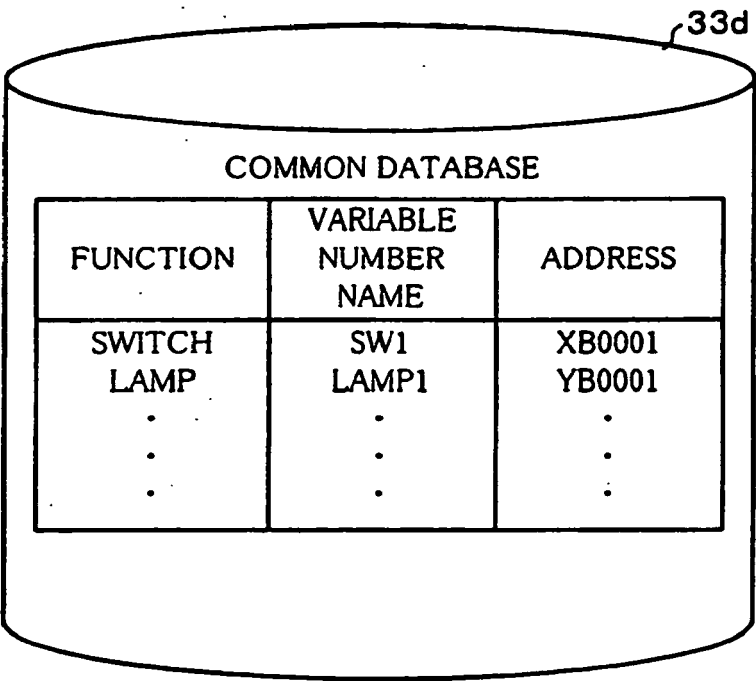 33d
COMMON DATABASE
FUNCTION
VARIABLE
NUMBER
NAME
ADDRESS
SWITCH SW1 XB0001
LAMP LAMP1 YB0001